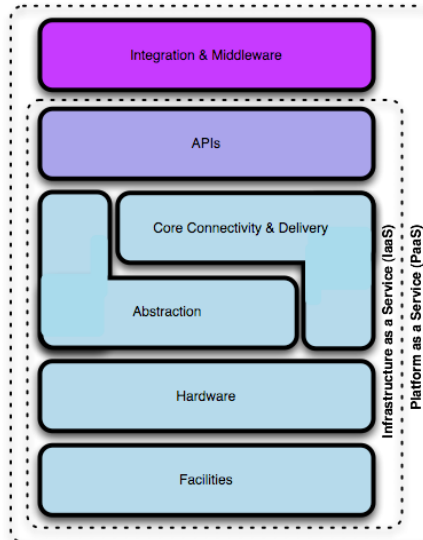 Integration & Middleware
APIs
Core Connectivity & Delivery
Abstraction
Hardware
Facilities
Infrastructure as a Service (IaaS)
Platform as a Service (PaaS)